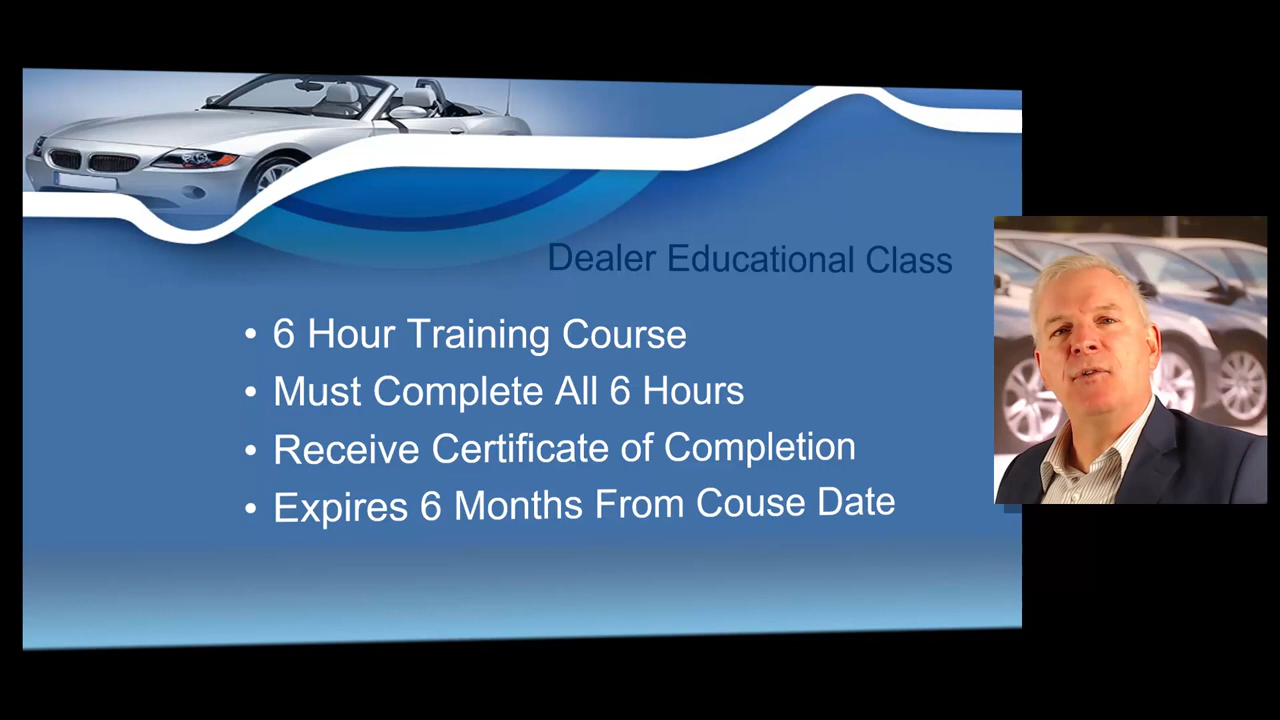 Dealer Educational Class
• 6 Hour Training Course
• Must Complete All 6 Hours
• Receive Certificate of Completion
• Expires 6 Months From Couse Date